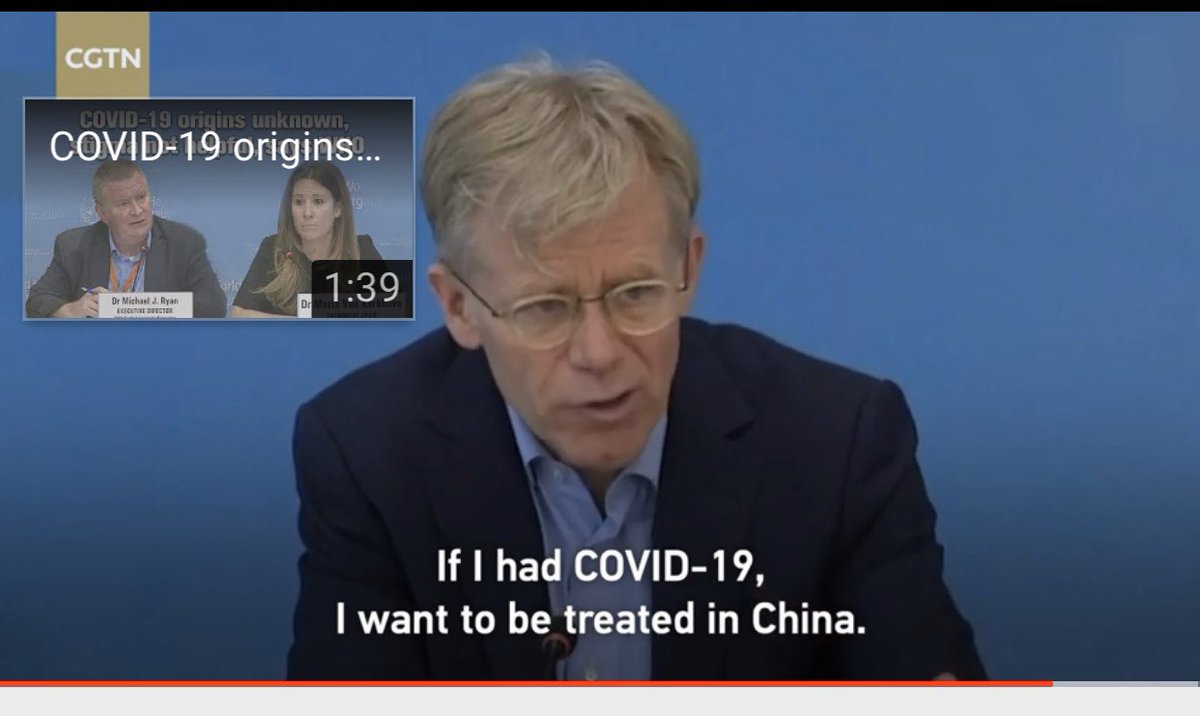 CGTN
COVID-19 origins unknown,
COVID-19 origins...
1:39
Dr Michael J. Ryan
EXECUTIVE DIRECTOR
Dr
If I had COVID-19,
I want to be treated in China.